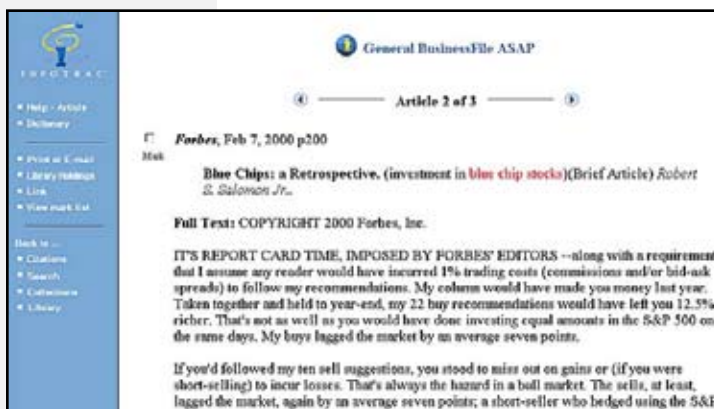 INFOTRAC
Help - Article
Dictionary
Print or E-mail
Library Holdings
Link
View mark list
Back to ...
Citations
Search
Collections
Library
General BusinessFile ASAP
Article 2 of 3
Mark
Forbes, Feb 7, 2000 p200
Blue Chips: a Retrospective. (investment in blue chip stocks)(Brief Article) Robert
S. Salomon Jr..
Full Text: COPYRIGHT 2000 Forbes, Inc.
IT'S REPORT CARD TIME, IMPOSED BY FORBES' EDITORS --along with a requirement
that I assume any reader would have incurred 1% trading costs (commissions and/or bid-ask
spreads) to follow my recommendations. My column would have made you money last year.
Taken together and held to year-end, my 22 buy recommendations would have left you 12.5%
richer. That's not as well as you would have done investing equal amounts in the S&P 500 on
the same days. My buys lagged the market by an average seven points.
If you'd followed my ten sell suggestions, you stood to miss out on gains or (if you were
short-selling) to incur losses. That's always the hazard in a bull market. The sells, at least,
lagged the market, again by an average seven points; a short-seller who hedged using the S&P